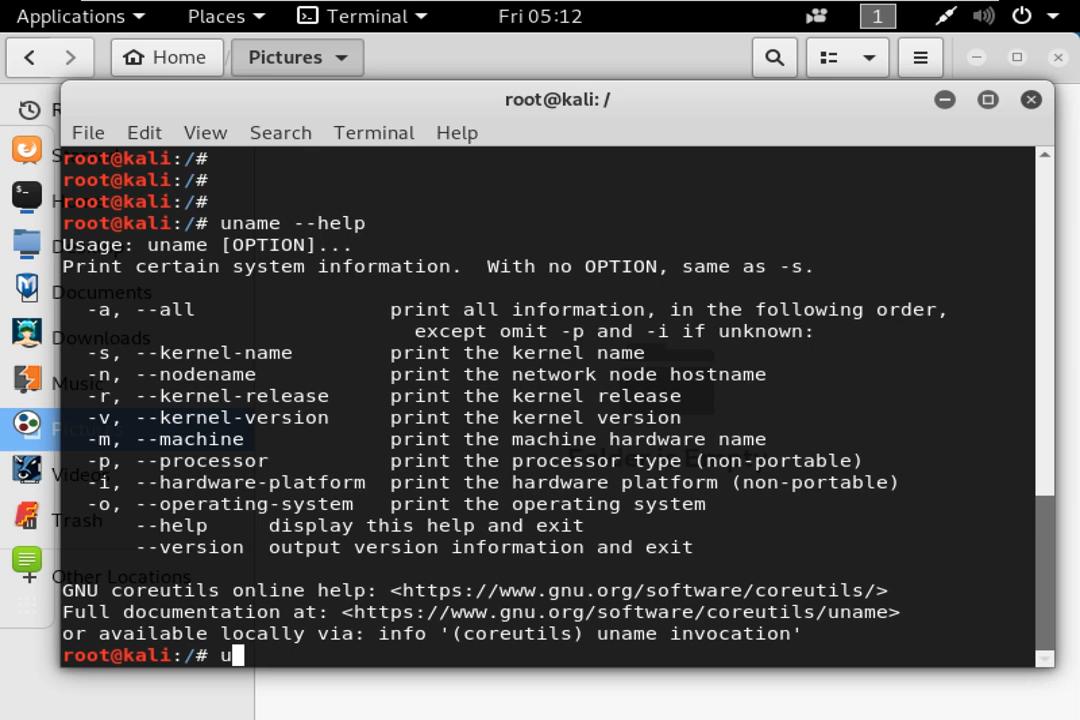 Applications Places Terminal Fri 05:12 1
Home Pictures
root@kali: /
File Edit View Search Terminal Help
root@kali:/#
root@kali:/#
root@kali:/#
root@kali:/# uname --help
Usage: uname [OPTION]...
Print certain system information.  With no OPTION, same as -s.
-a, --all                print all information, in the following order,
except omit -p and -i if unknown:
-s, --kernel-name        print the kernel name
-n, --nodename           print the network node hostname
-r, --kernel-release     print the kernel release
-v, --kernel-version     print the kernel version
-m, --machine            print the machine hardware name
-p, --processor          print the processor type (non-portable)
-i, --hardware-platform  print the hardware platform (non-portable)
-o, --operating-system   print the operating system
--help     display this help and exit
--version  output version information and exit
GNU coreutils online help: <https://www.gnu.org/software/coreutils/>
Full documentation at: <https://www.gnu.org/software/coreutils/uname>
or available locally via: info '(coreutils) uname invocation'
root@kali:/# u
Documents
Downloads
Music
Videos
Trash
Other Locations